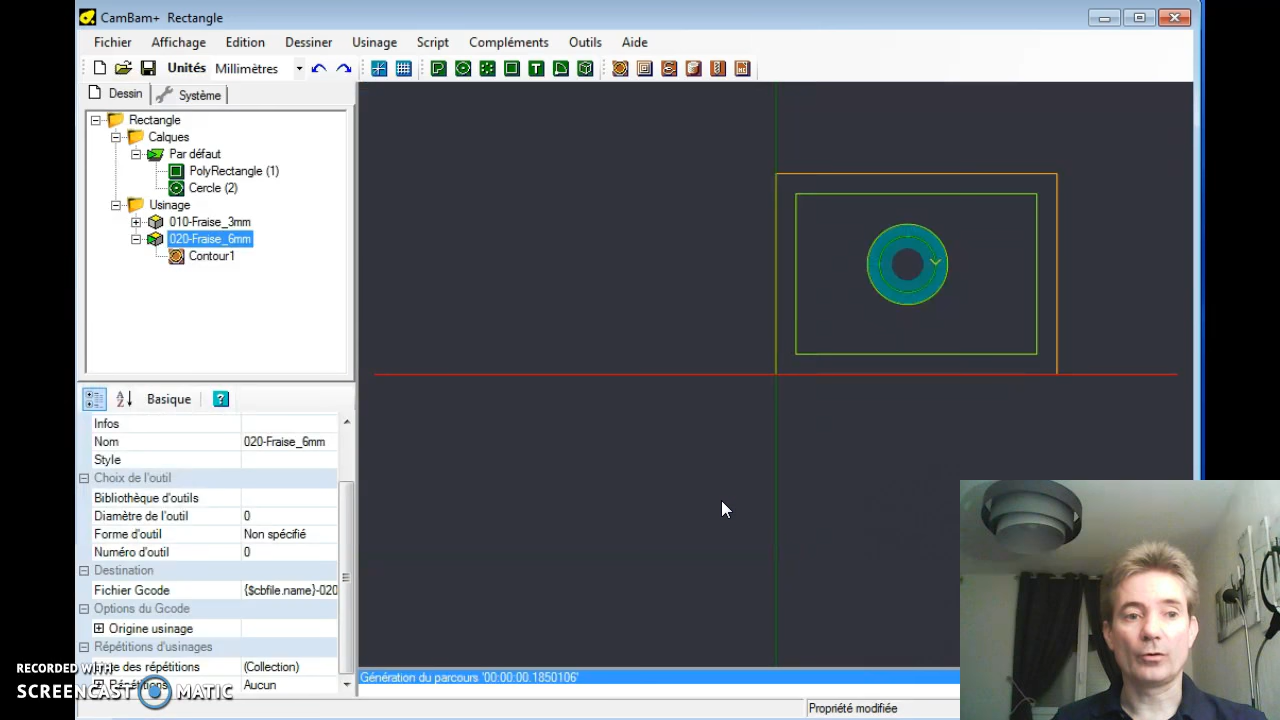 CamBam+ Rectangle
Fichier Affichage Edition Dessiner Usinage Script Compléments Outils Aide
Unités Millimètres
Dessin Système
Rectangle
Calques
Par défaut
PolyRectangle (1)
Cercle (2)
Usinage
010-Fraise_3mm
020-Fraise_6mm
Contour1
Basique
Infos
Nom 020-Fraise_6mm
Style
Choix de l'outil
Bibliothèque d'outils
Diamètre de l'outil 0
Forme d'outil Non spécifié
Numéro d'outil 0
Destination
Fichier Gcode {$cbfile.name}-020
Options du Gcode
Origine usinage
Répétitions d'usinages
des répétitions (Collection)
Répétitions Aucun
Génération du parcours '00:00:00.1850106'
Propriété modifiée
RECORDED WITH
SCREENCAST MATIC